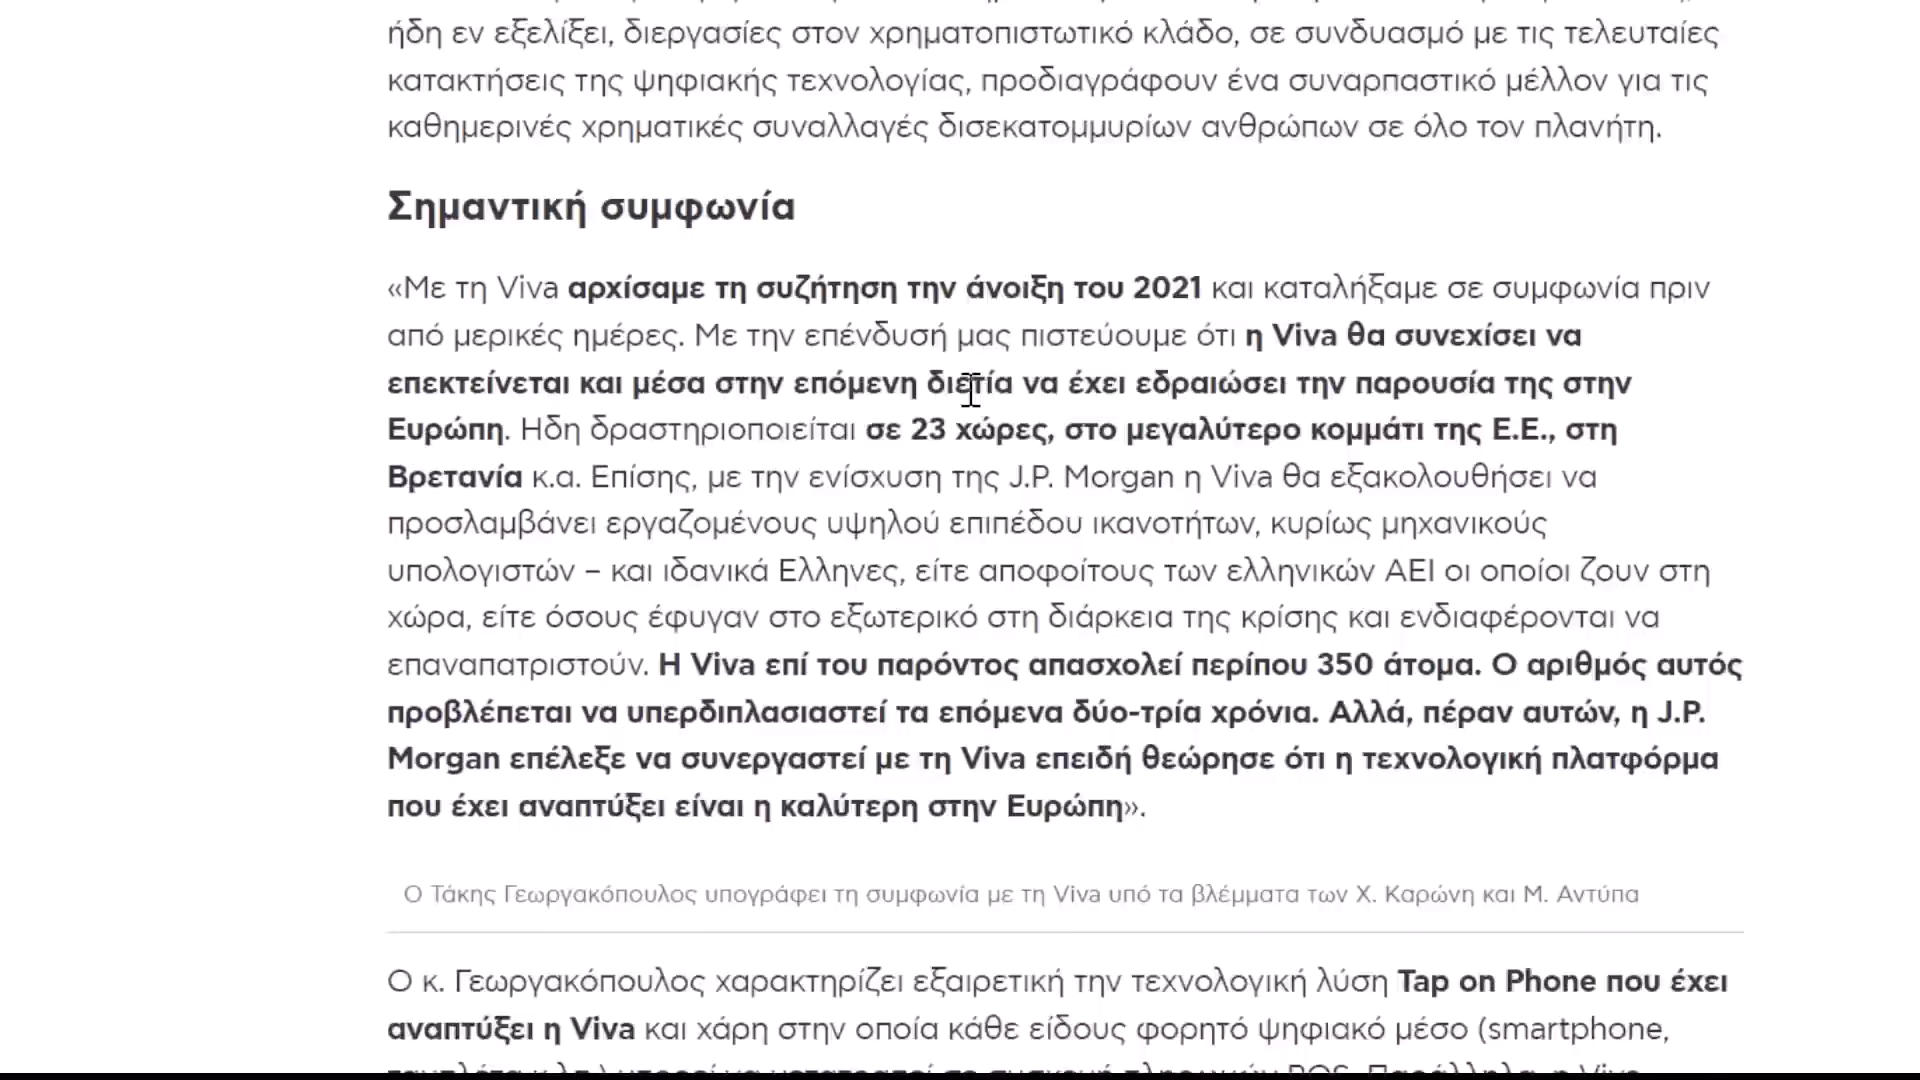 ήδη εν εξελίξει, διεργασίες στον χρηματοπιστωτικό κλάδο, σε συνδυασμό με τις τελευταίες
κατακτήσεις της ψηφιακής τεχνολογίας, προδιαγράφουν ένα συναρπαστικό μέλλον για τις
καθημερινές χρηματικές συναλλαγές δισεκατομμυρίων ανθρώπων σε όλο τον πλανήτη.
Σημαντική συμφωνία
«Με τη Viva αρχίσαμε τη συζήτηση την άνοιξη του 2021 και καταλήξαμε σε συμφωνία πριν
από μερικές ημέρες. Με την επένδυσή μας πιστεύουμε ότι η Viva θα συνεχίσει να
επεκτείνεται και μέσα στην επόμενη διετία να έχει εδραιώσει την παρουσία της στην
Ευρώπη. Ηδη δραστηριοποιείται σε 23 χώρες, στο μεγαλύτερο κομμάτι της Ε.Ε., στη
Βρετανία κ.α. Επίσης, με την ενίσχυση της J.P. Morgan η Viva θα εξακολουθήσει να
προσλαμβάνει εργαζομένους υψηλού επιπέδου ικανοτήτων, κυρίως μηχανικούς
υπολογιστών – και ιδανικά Ελληνες, είτε αποφοίτους των ελληνικών ΑΕΙ οι οποίοι ζουν στη
χώρα, είτε όσους έφυγαν στο εξωτερικό στη διάρκεια της κρίσης και ενδιαφέρονται να
επαναπατριστούν. Η Viva επί του παρόντος απασχολεί περίπου 350 άτομα. Ο αριθμός αυτός
προβλέπεται να υπερδιπλασιαστεί τα επόμενα δύο-τρία χρόνια. Αλλά, πέραν αυτών, η J.P.
Morgan επέλεξε να συνεργαστεί με τη Viva επειδή θεώρησε ότι η τεχνολογική πλατφόρμα
που έχει αναπτύξει είναι η καλύτερη στην Ευρώπη».
Ο Τάκης Γεωργακόπουλος υπογράφει τη συμφωνία με τη Viva υπό τα βλέμματα των Χ. Καρώνη και Μ. Αντύπα
Ο κ. Γεωργακόπουλος χαρακτηρίζει εξαιρετική την τεχνολογική λύση Tap on Phone που έχει
αναπτύξει η Viva και χάρη στην οποία κάθε είδους φορητό ψηφιακό μέσο (smartphone,